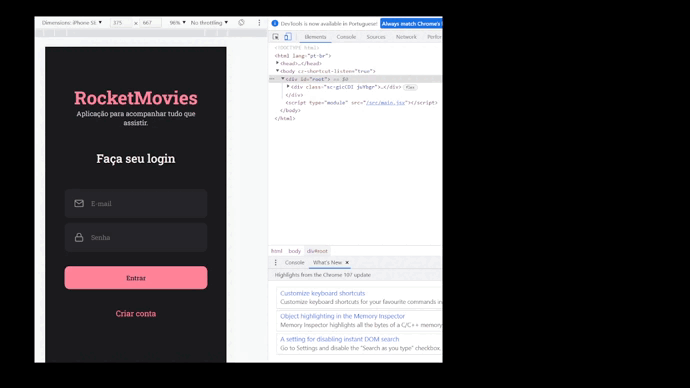 Dimensions: iPhone SE
375
x
667
96%
No throttling
DevTools is now available in Portuguese!
Always match Chrome's
Elements
Console
Sources
Network
Perfor
<!DOCTYPE html>
<html lang="pt-br">
<head>…</head>
<body cz-shortcut-listen="true">
<div id="root"> == $0
…</div>
flex
</div>
<script type="module" src="/src/main.jsx"></script>
</body>
</html>
RocketMovies
Aplicação para acompanhar tudo que
assistir.
Faça seu login
E-mail
Senha
Entrar
Criar conta
html
body
div#root
Console
What's New
Highlights from the Chrome 107 update
Customize keyboard shortcuts
Customize keyboard shortcuts for your favourite commands in
Object highlighting in the Memory Inspector
Memory Inspector highlights all the bytes of a C/C++ memory
A setting for disabling instant DOM search
Go to Settings and disable the "Search as you type" checkbox